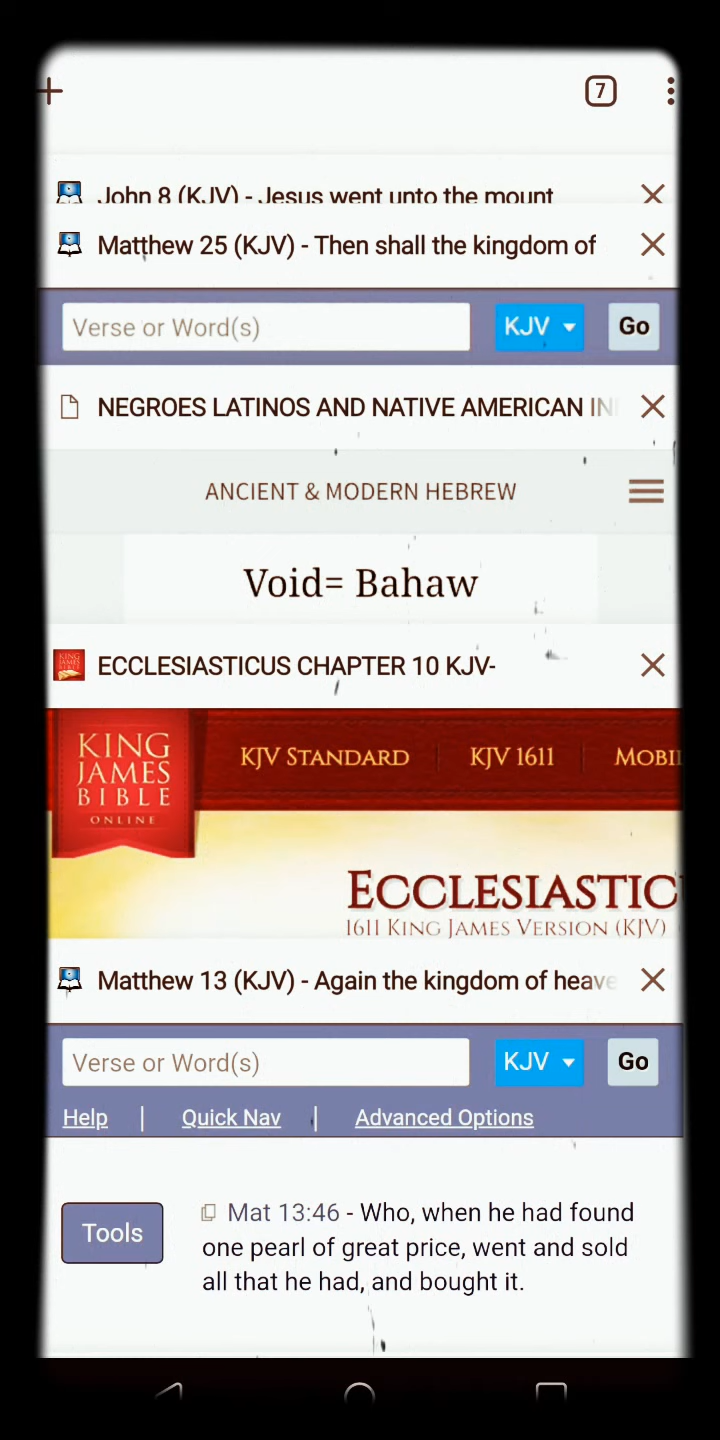 7
John 8 (KJV) - Jesus went unto the mount
Matthew 25 (KJV) - Then shall the kingdom of
Verse or Word(s) KJV Go
NEGROES LATINOS AND NATIVE AMERICAN IN
ANCIENT & MODERN HEBREW
Void= Bahaw
KING JAMES
ECCLESIASTICUS CHAPTER 10 KJV-
KING
JAMES
BIBLE
ONLINE
KJV STANDARD KJV 1611 MOBI
ECCLESIASTIC
1611 KING JAMES VERSION (KJV)
Matthew 13 (KJV) - Again the kingdom of heave
Verse or Word(s) KJV Go
Help | Quick Nav | Advanced Options
Tools
Mat 13:46 - Who, when he had found
one pearl of great price, went and sold
all that he had, and bought it.